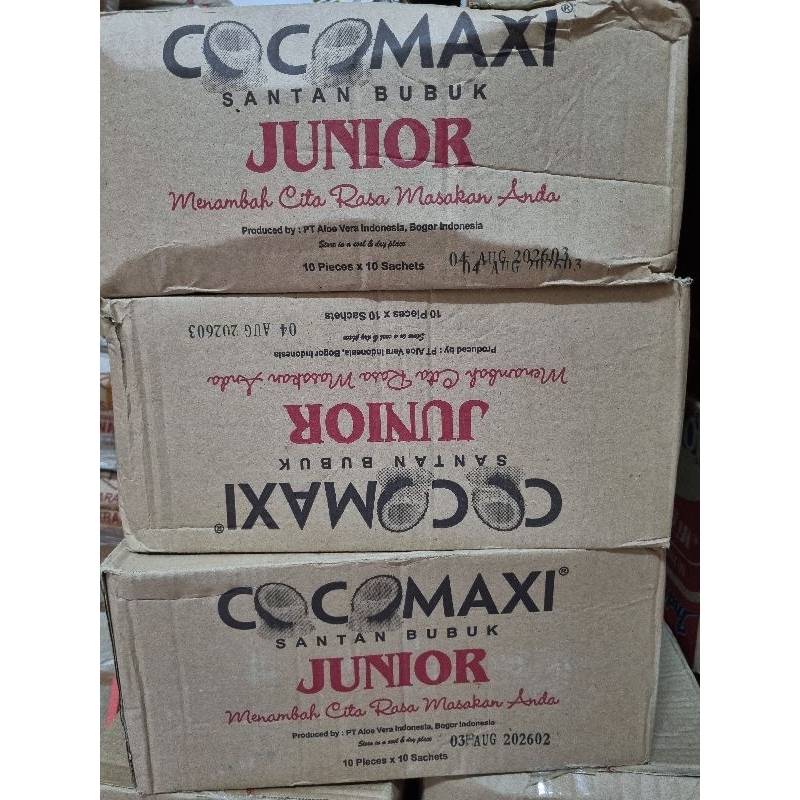 COCOMAXI®
SANTAN BUBUK
JUNIOR
Menambah Cita Rasa Masakan Anda
Produced by : PT Aloe Vera Indonesia, Bogor Indonesia
Store in a cool & dry place
10 Pieces x 10 Sachets
04 AUG 202603
04 AUG 202603
COCOMAXI®
SANTAN BUBUK
JUNIOR
Menambah Cita Rasa Masakan Anda
Produced by : PT Aloe Vera Indonesia, Bogor Indonesia
Store in a cool & dry place
10 Pieces x 10 Sachets
04 AUG 202603
COCOMAXI®
SANTAN BUBUK
JUNIOR
Menambah Cita Rasa Masakan Anda
Produced by : PT Aloe Vera Indonesia, Bogor Indonesia
Store in a cool & dry place
03 AUG 202602
10 Pieces x 10 Sachets